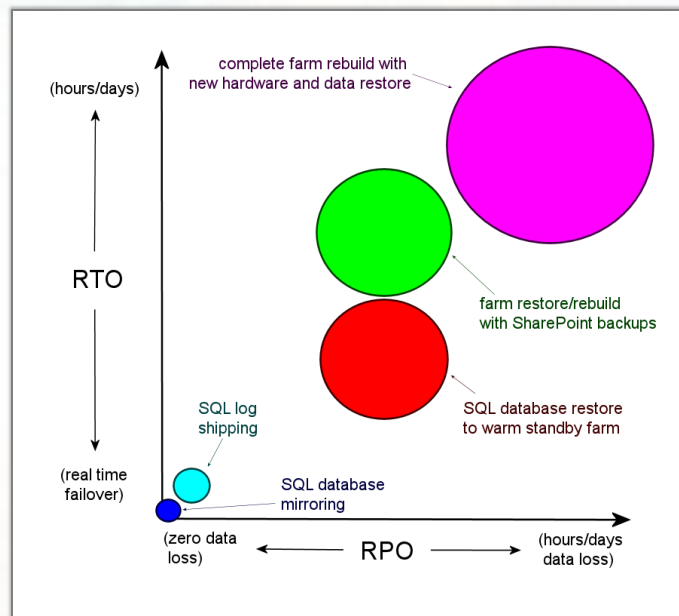 complete farm rebuild with
new hardware and data restore
(hours/days)
RTO
farm restore/rebuild
with SharePoint backups
SQL log
shipping
SQL database restore
to warm standby farm
(real time
failover)
SQL database
mirroring
(zero data
loss)
RPO
(hours/days
data loss)